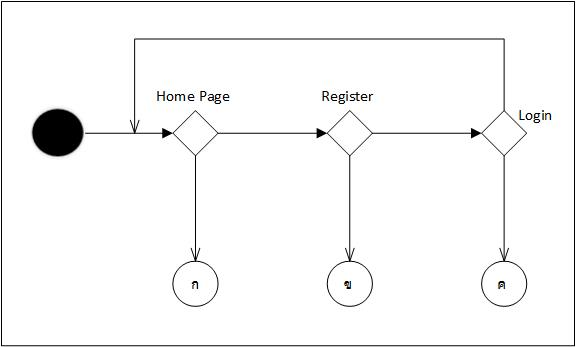 Home Page
Register
Login
ก
ข
ค